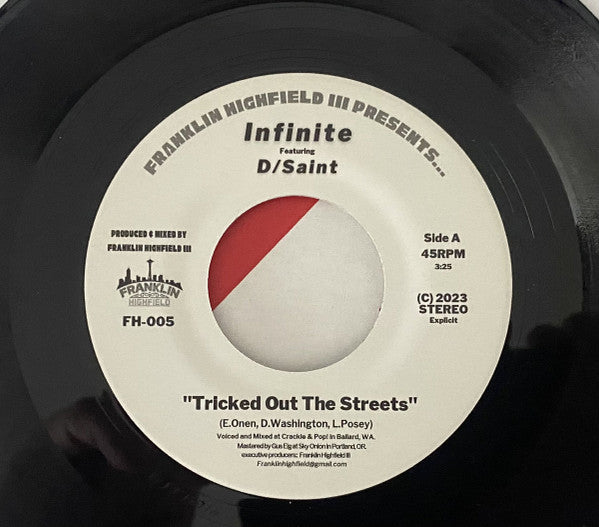 FRANKLIN HIGHFIELD III PRESENTS...
Infinite
Featuring
D/Saint
PRODUCED & MIXED BY
FRANKLIN HIGHFIELD III
FRANKLIN
HIGHFIELD
FH-005
Side A
45RPM
3:25
(C) 2023
STEREO
Explicit
"Tricked Out The Streets"
(E.Onen, D.Washington, L.Posey)
Voiced and Mixed at Crackle & Pop! in Ballard, WA.
Mastered by Gus Elg at Sky Onion in Portland, OR.
executive producers: Franklin Highfield III
Franklinhighfield@gmail.com